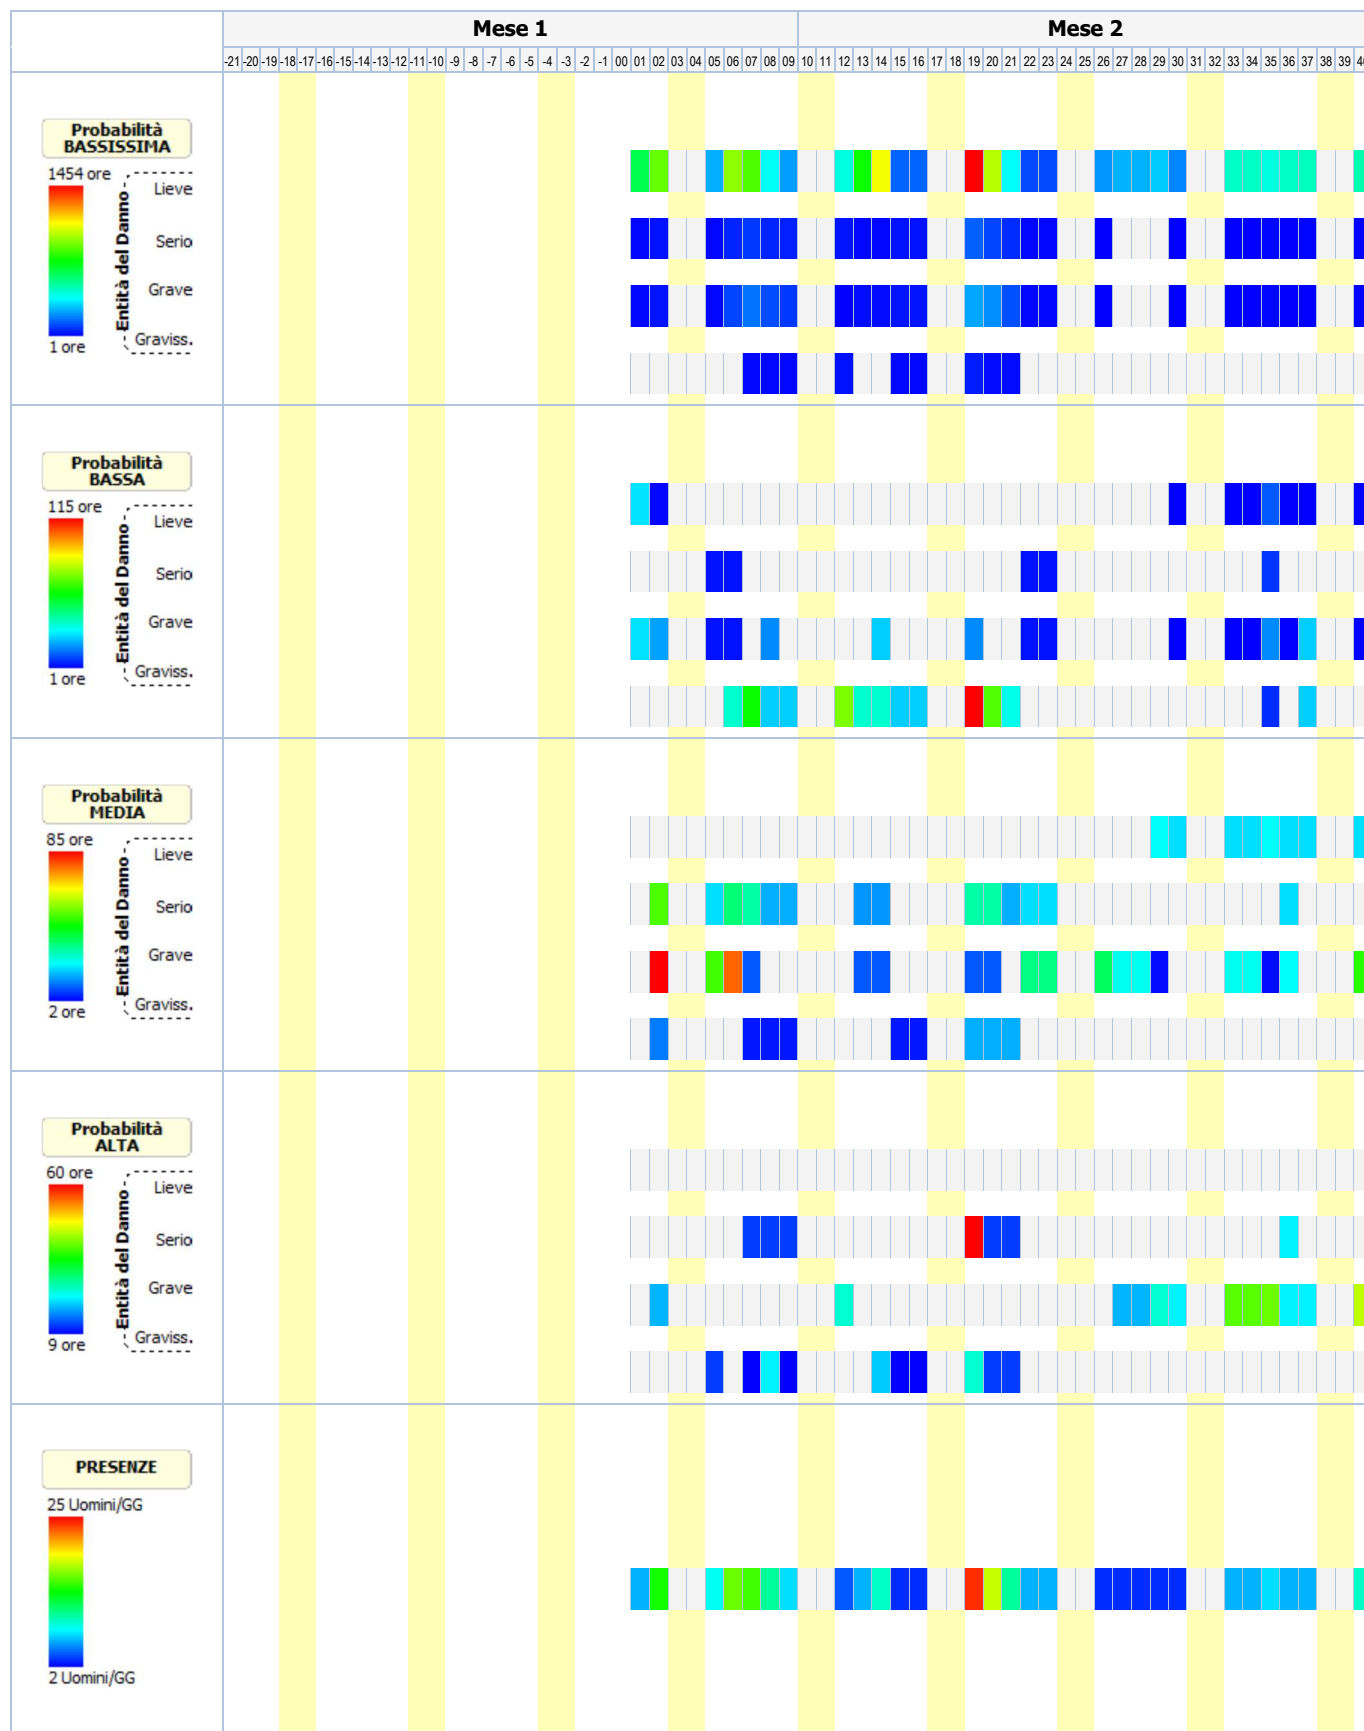 Mese 1 Mese 2
-21 -20 -19 -18 -17 -16 -15 -14 -13 -12 -11 -10 -9 -8 -7 -6 -5 -4 -3 -2 -1 00 01 02 03 04 05 06 07 08 09 10 11 12 13 14 15 16 17 18 19 20 21 22 23 24 25 26 27 28 29 30 31 32 33 34 35 36 37 38 39
Probabilità
BASSISSIMA
1454 ore
Lieve
Serio
Grave
Graviss.
Entità del Danno
1 ore
Probabilità
BASSA
115 ore
Lieve
Serio
Grave
Graviss.
Entità del Danno
1 ore
Probabilità
MEDIA
85 ore
Lieve
Serio
Grave
Graviss.
Entità del Danno
2 ore
Probabilità
ALTA
60 ore
Lieve
Serio
Grave
Graviss.
Entità del Danno
9 ore
PRESENZE
25 Uomini/GG
2 Uomini/GG